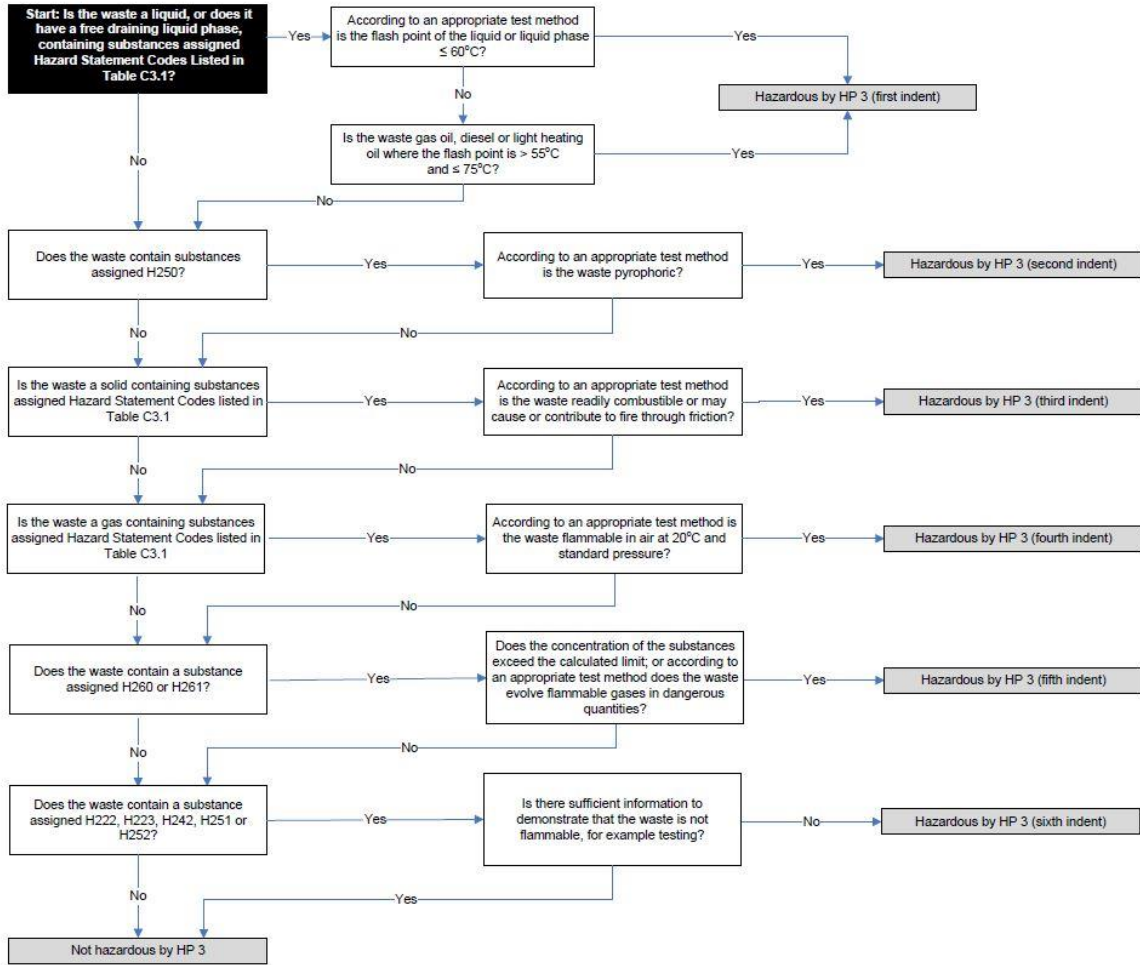 Start: Is the waste a liquid, or does it
have a free draining liquid phase,
containing substances assigned
Hazard Statement Codes Listed in
Table C3.1?
Yes
According to an appropriate test method
is the flash point of the liquid or liquid phase
≤ 60°C?
Yes
No
Hazardous by HP 3 (first indent)
Is the waste gas oil, diesel or light heating
oil where the flash point is > 55°C
and ≤ 75°C?
Yes
No
No
Does the waste contain substances
assigned H250?
Yes
According to an appropriate test method
is the waste pyrophoric?
Yes
Hazardous by HP 3 (second indent)
No
No
Is the waste a solid containing substances
assigned Hazard Statement Codes listed in
Table C3.1
Yes
According to an appropriate test method
is the waste readily combustible or may
cause or contribute to fire through friction?
Yes
Hazardous by HP 3 (third indent)
No
No
Is the waste a gas containing substances
assigned Hazard Statement Codes listed in
Table C3.1
Yes
According to an appropriate test method is
the waste flammable in air at 20°C and
standard pressure?
Yes
Hazardous by HP 3 (fourth indent)
No
No
Does the waste contain a substance
assigned H260 or H261?
Yes
Does the concentration of the substances
exceed the calculated limit; or according to
an appropriate test method does the waste
evolve flammable gases in dangerous
quantities?
Yes
Hazardous by HP 3 (fifth indent)
No
No
Does the waste contain a substance
assigned H222, H223, H242, H251 or
H252?
Yes
Is there sufficient information to
demonstrate that the waste is not
flammable, for example testing?
No
Hazardous by HP 3 (sixth indent)
No
Yes
Not hazardous by HP 3